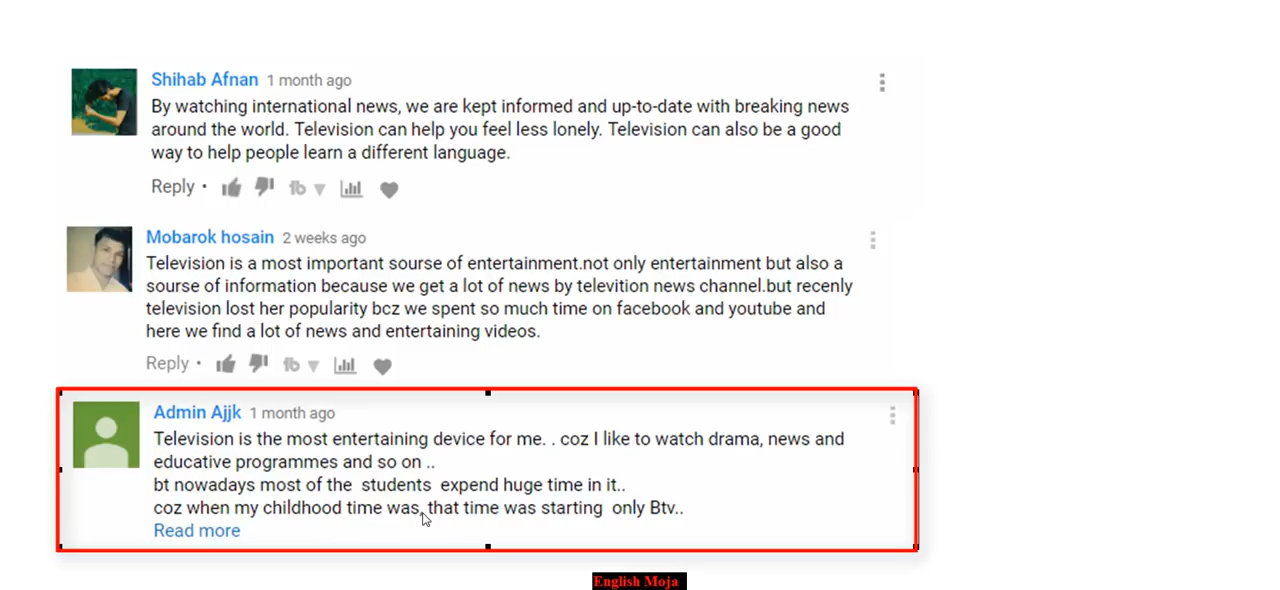 Shihab Afnan 1 month ago
By watching international news, we are kept informed and up-to-date with breaking news
around the world. Television can help you feel less lonely. Television can also be a good
way to help people learn a different language.
Reply •
Mobarok hosain 2 weeks ago
Television is a most important sourse of entertainment.not only entertainment but also a
sourse of information because we get a lot of news by televition news channel.but recenly
television lost her popularity bcz we spent so much time on facebook and youtube and
here we find a lot of news and entertaining videos.
Reply •
Admin Ajjk 1 month ago
Television is the most entertaining device for me. . coz I like to watch drama, news and
educative programmes and so on ..
bt nowadays most of the students expend huge time in it..
coz when my childhood time was, that time was starting only Btv..
Read more
English Moja